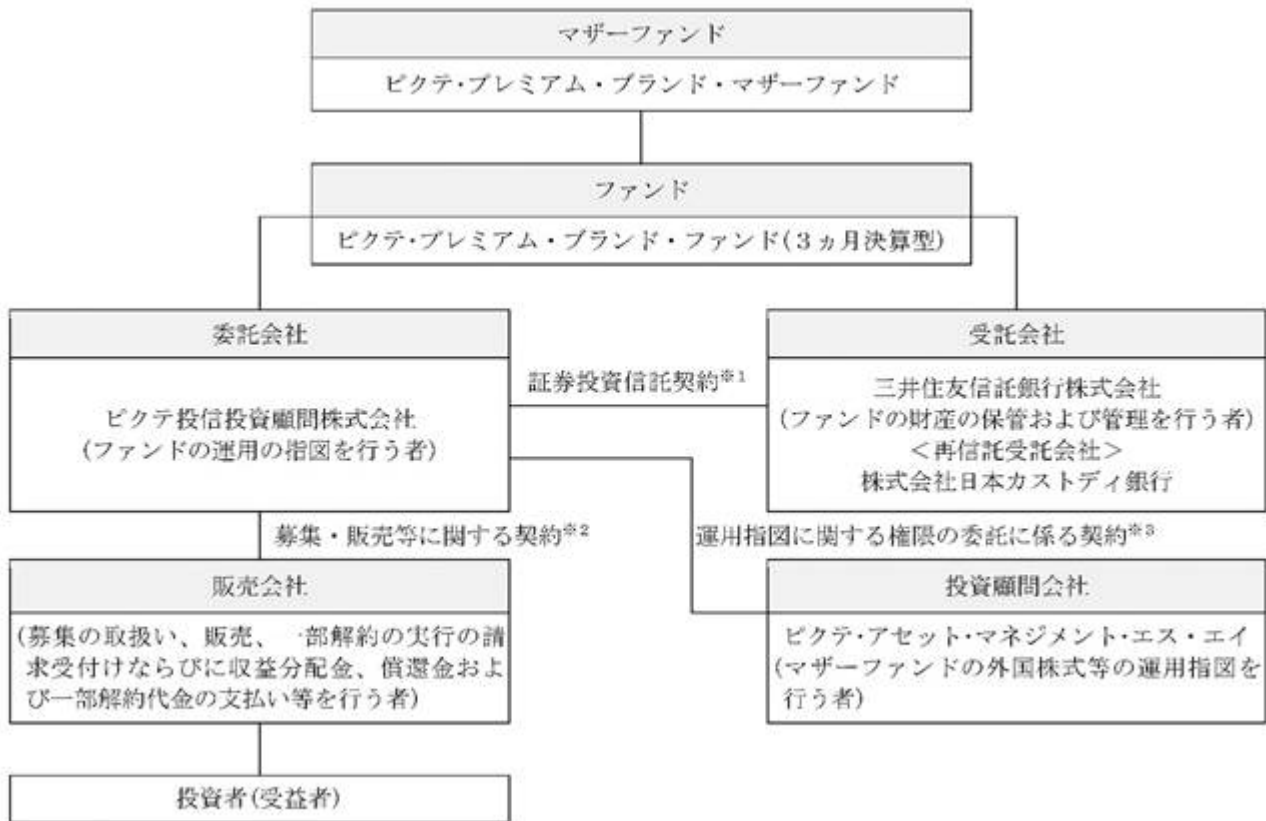 マザーファンド
ピクテ・プレミアム・ブランド・マザーファンド
ファンド
ピクテ・プレミアム・ブランド・ファンド(３ヵ月決算型)
委託会社
ピクテ投信投資顧問株式会社
(ファンドの運用の指図を行う者)
証券投資信託契約※1
受託会社
三井住友信託銀行株式会社
(ファンドの財産の保管および管理を行う者)
＜再信託受託会社＞
株式会社日本カストディ銀行
募集・販売等に関する契約※2
運用指図に関する権限の委託に係る契約※3
販売会社
(募集の取扱い、販売、一部解約の実行の請
求受付けならびに収益分配金、償還金およ
び一部解約代金の支払い等を行う者)
投資顧問会社
ピクテ・アセット・マネジメント・エス・エイ
(マザーファンドの外国株式等の運用指図を
行う者)
投資者(受益者)